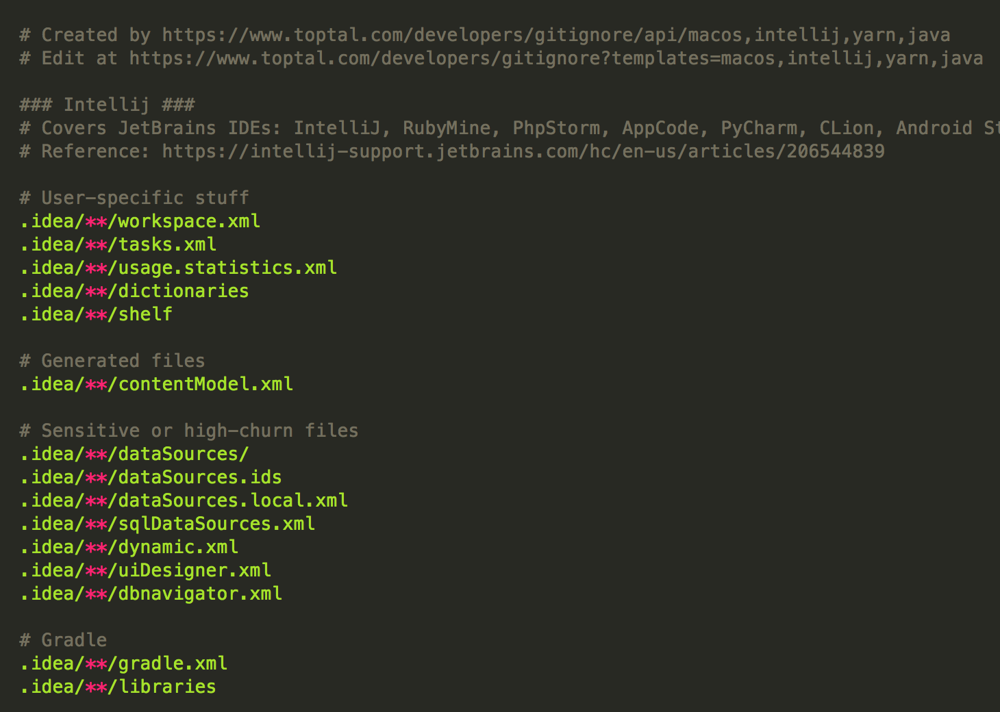 # Created by https://www.toptal.com/developers/gitignore/api/macos,intellij,yarn,java
# Edit at https://www.toptal.com/developers/gitignore?templates=macos,intellij,yarn,java
### Intellij ###
# Covers JetBrains IDEs: IntelliJ, RubyMine, PhpStorm, AppCode, PyCharm, CLion, Android
# Reference: https://intellij-support.jetbrains.com/hc/en-us/articles/206544839
# User-specific stuff
.idea/**/workspace.xml
.idea/**/tasks.xml
.idea/**/usage.statistics.xml
.idea/**/dictionaries
.idea/**/shelf
# Generated files
.idea/**/contentModel.xml
# Sensitive or high-churn files
.idea/**/dataSources/
.idea/**/dataSources.ids
.idea/**/dataSources.local.xml
.idea/**/sqlDataSources.xml
.idea/**/dynamic.xml
.idea/**/uiDesigner.xml
.idea/**/dbnavigator.xml
# Gradle
.idea/**/gradle.xml
.idea/**/libraries